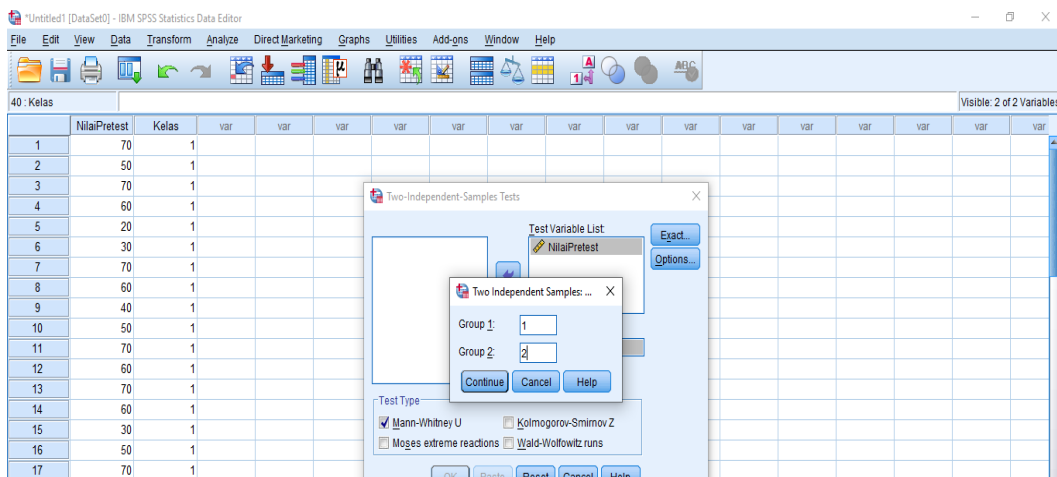 *Untitled1 [DataSet0] - IBM SPSS Statistics Data Editor
File Edit View Data Transform Analyze Direct Marketing Graphs Utilities Add-ons Window Help
40 : Kelas
Visible: 2 of 2 Variables
NilaiPretest Kelas var var var var var var var var var var var var var var var
1 70 1
2 50 1
3 70 1
4 60 1
5 20 1
6 30 1
7 70 1
8 60 1
9 40 1
10 50 1
11 70 1
12 60 1
13 70 1
14 60 1
15 30 1
16 50 1
17 70 1
Two-Independent-Samples Tests
Test Variable List:
NilaiPretest
Exact...
Options...
Two Independent Samples: ...
Group 1: 1
Group 2: 2
Continue Cancel Help
Test Type
Mann-Whitney U Kolmogorov-Smirnov Z
Moses extreme reactions Wald-Wolfowitz runs
OK Paste Reset Cancel Help